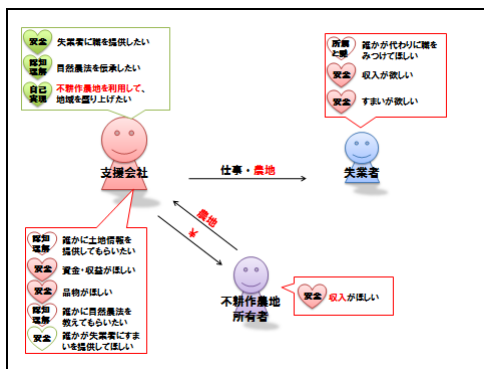 安全 失業者に職を提供したい
認知理解 自然農法を伝承したい
自己実現 不耕作農地を利用して、
地域を盛り上げたい
所属と愛 誰かが代わりに職を
みつけてほしい
安全 収入が欲しい
安全 すまいが欲しい
支援会社
仕事・農地
失業者
農地
認知理解 誰かに土地情報を
提供してもらいたい
安全 資金・収益がほしい
安全 品物がほしい
認知理解 誰かに自然農法を
教えてもらいたい
安全 誰かが失業者にすま
いを提供してほしい
不耕作農地
所有者
安全 収入がほしい